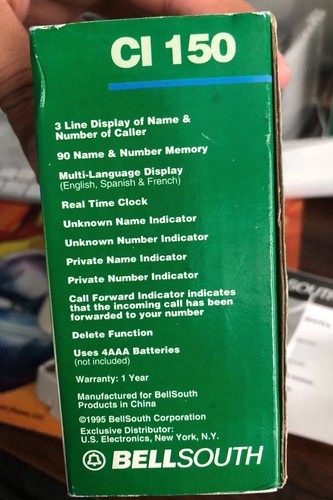 CI 150
3 Line Display of Name &
Number of Caller
90 Name & Number Memory
Multi-Language Display
(English, Spanish & French)
Real Time Clock
Unknown Name Indicator
Unknown Number Indicator
Private Name Indicator
Private Number Indicator
Call Forward Indicator indicates
that the incoming call has been
forwarded to your number
Delete Function
Uses 4AAA Batteries
(not included)
Warranty: 1 Year
Manufactured for BellSouth
Products in China
©1995 BellSouth Corporation
Exclusive Distributor:
U.S. Electronics, New York, N.Y.
BELLSOUTH